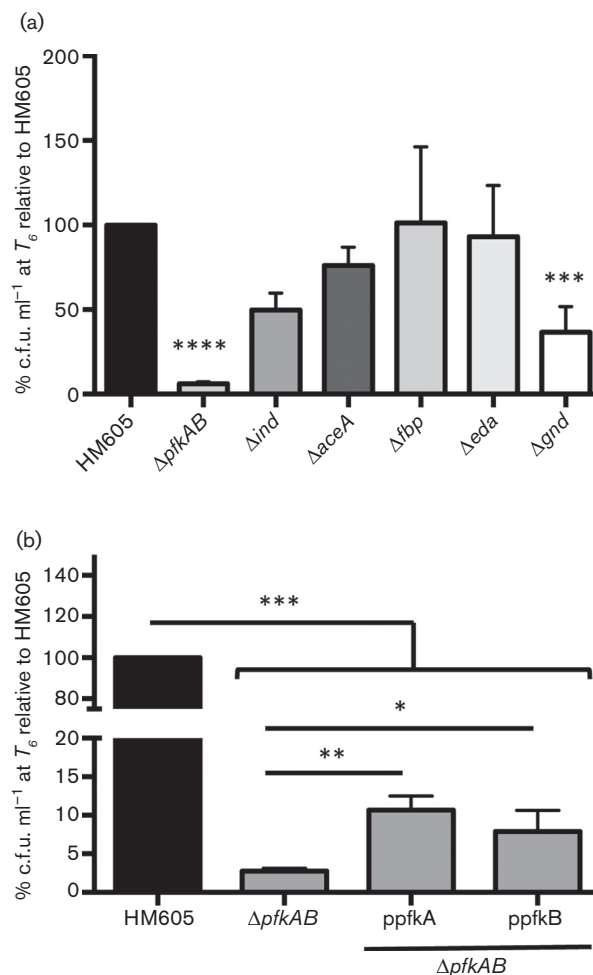 (a)
% c.f.u. ml⁻¹ at T₆ relative to HM605
200
150
100
50
0
****
***
HM605
ΔpfkAB
Δind
ΔaceA
Δfbp
Δeda
Δgnd
(b)
% c.f.u. ml⁻¹ at T₆ relative to HM605
140
120
100
80
20
15
10
5
0
***
*
**
HM605
ΔpfkAB
ppfkA
ppfkB
ΔpfkAB